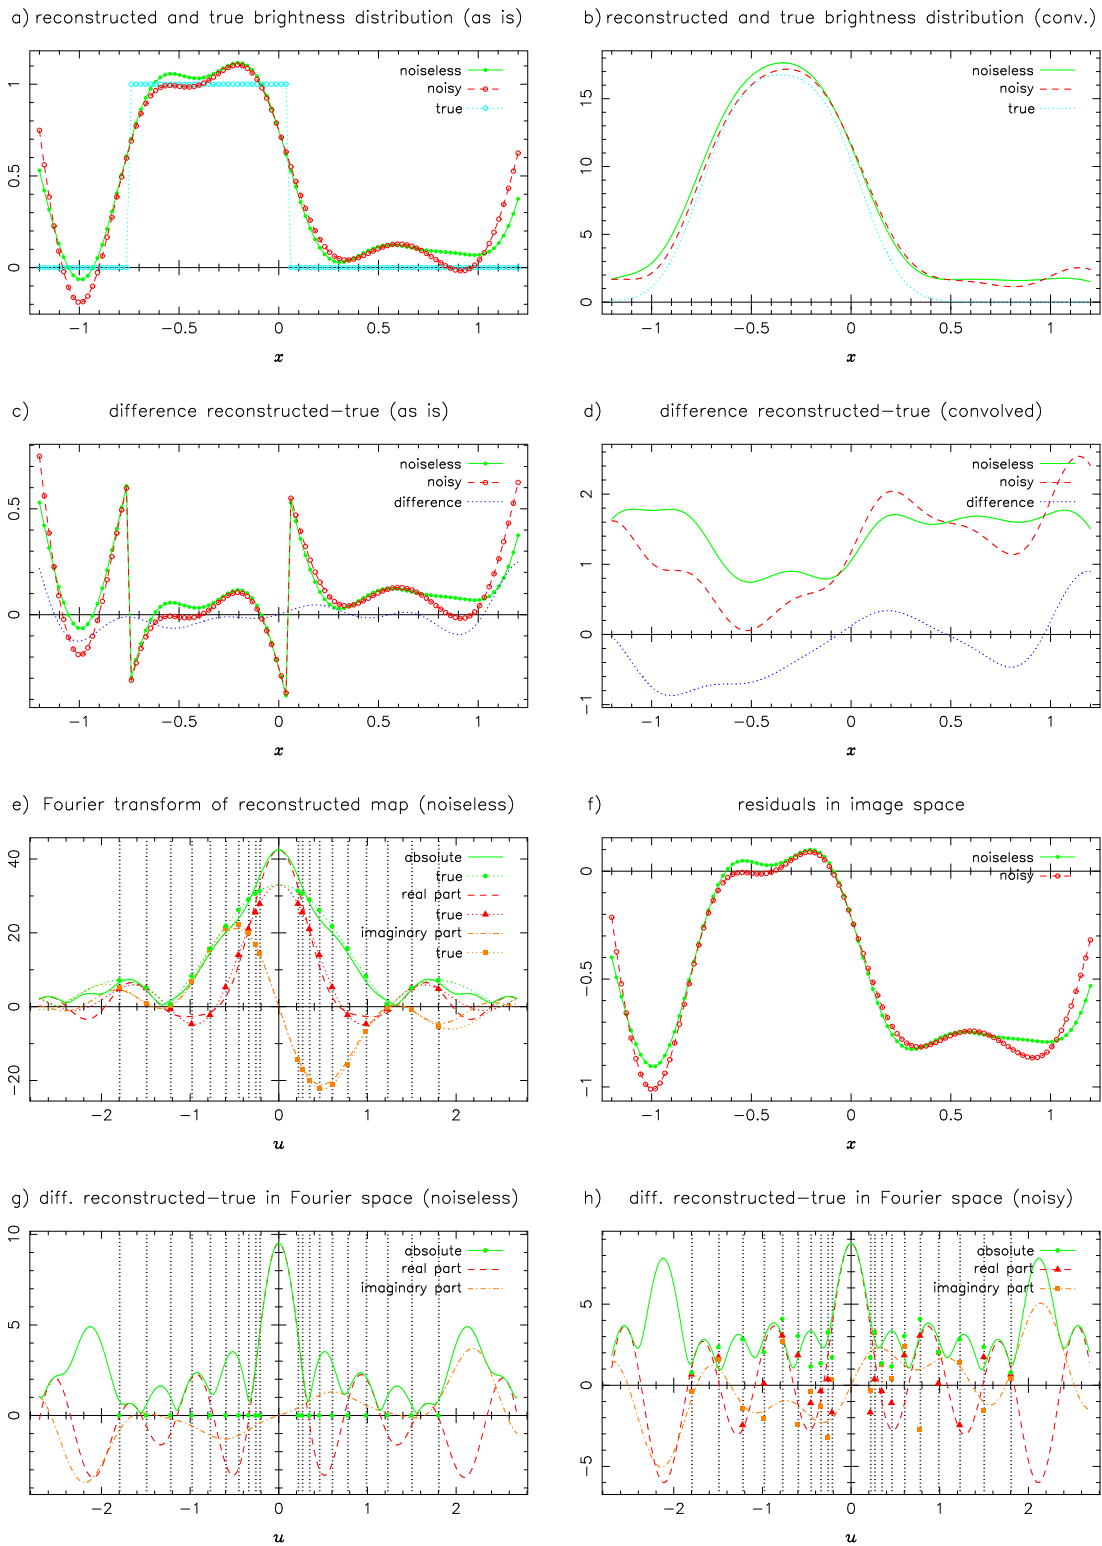 a) reconstructed and true brightness distribution (as is)
noiseless
noisy
true
1
0.5
0
−1 −0.5 0 0.5 1
x
b) reconstructed and true brightness distribution (conv.)
noiseless
noisy
true
15
10
5
0
−1 −0.5 0 0.5 1
x
c) difference reconstructed−true (as is)
noiseless
noisy
difference
0.5
0
−1 −0.5 0 0.5 1
x
d) difference reconstructed−true (convolved)
noiseless
noisy
difference
2
1
0
−1
−1 −0.5 0 0.5 1
x
e) Fourier transform of reconstructed map (noiseless)
absolute
true
real part
true
imaginary part
true
40
20
0
−20
−2 −1 0 1 2
u
f) residuals in image space
noiseless
noisy
0
−0.5
−1
−1 −0.5 0 0.5 1
x
g) diff. reconstructed−true in Fourier space (noiseless)
absolute
real part
imaginary part
10
5
0
−2 −1 0 1 2
u
h) diff. reconstructed−true in Fourier space (noisy)
absolute
real part
imaginary part
5
0
−5
−2 −1 0 1 2
u